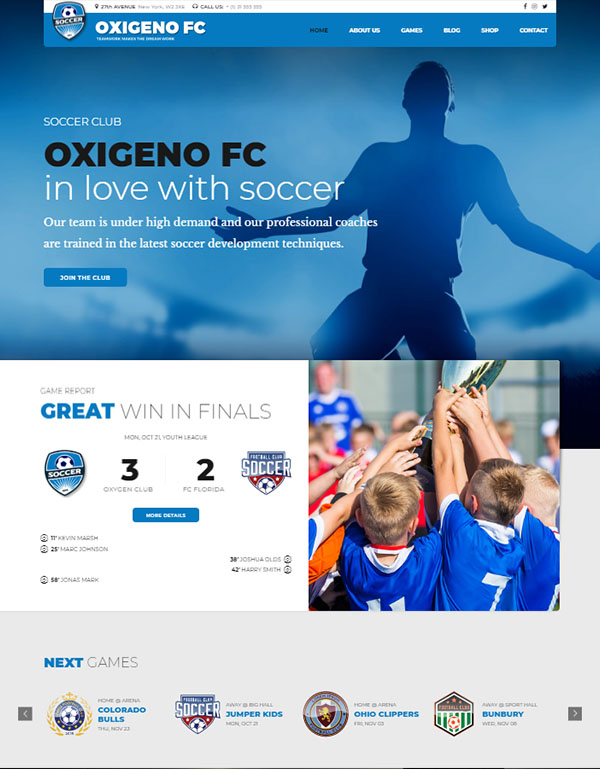 27th AVENUE New York, W2 3XE CALL US: + (1) 31 555 555
SOCCER
OXIGENO FC
TEAMWORK MAKES THE DREAM WORK
HOME ABOUT US GAMES BLOG SHOP CONTACT
SOCCER CLUB
OXIGENO FC
in love with soccer
Our team is under high demand and our professional coaches
are trained in the latest soccer development techniques.
JOIN THE CLUB
GAME REPORT
GREAT WIN IN FINALS
MON, OCT 21, YOUTH LEAGUE
SOCCER
3
OXYGEN CLUB
2
FC FLORIDA
FOOTBALL CLUB
SOCCER
MORE DETAILS
11' KEVIN MARSH
25' MARC JOHNSON
38' JOSHUA OLDS
42' HARRY SMITH
58' JONAS MARK
7
NEXT GAMES
HOME @ ARENA
COLORADO
BULLS
THU, NOV 23
FOOTBALL CLUB
SOCCER
AWAY @ BIG HALL
JUMPER KIDS
MON, OCT 21
HOME @ ARENA
OHIO CLIPPERS
FRI, NOV 03
FOOTBALL CLUB
AWAY @ SPORT HALL
BUNBURY
WED, NOV 08